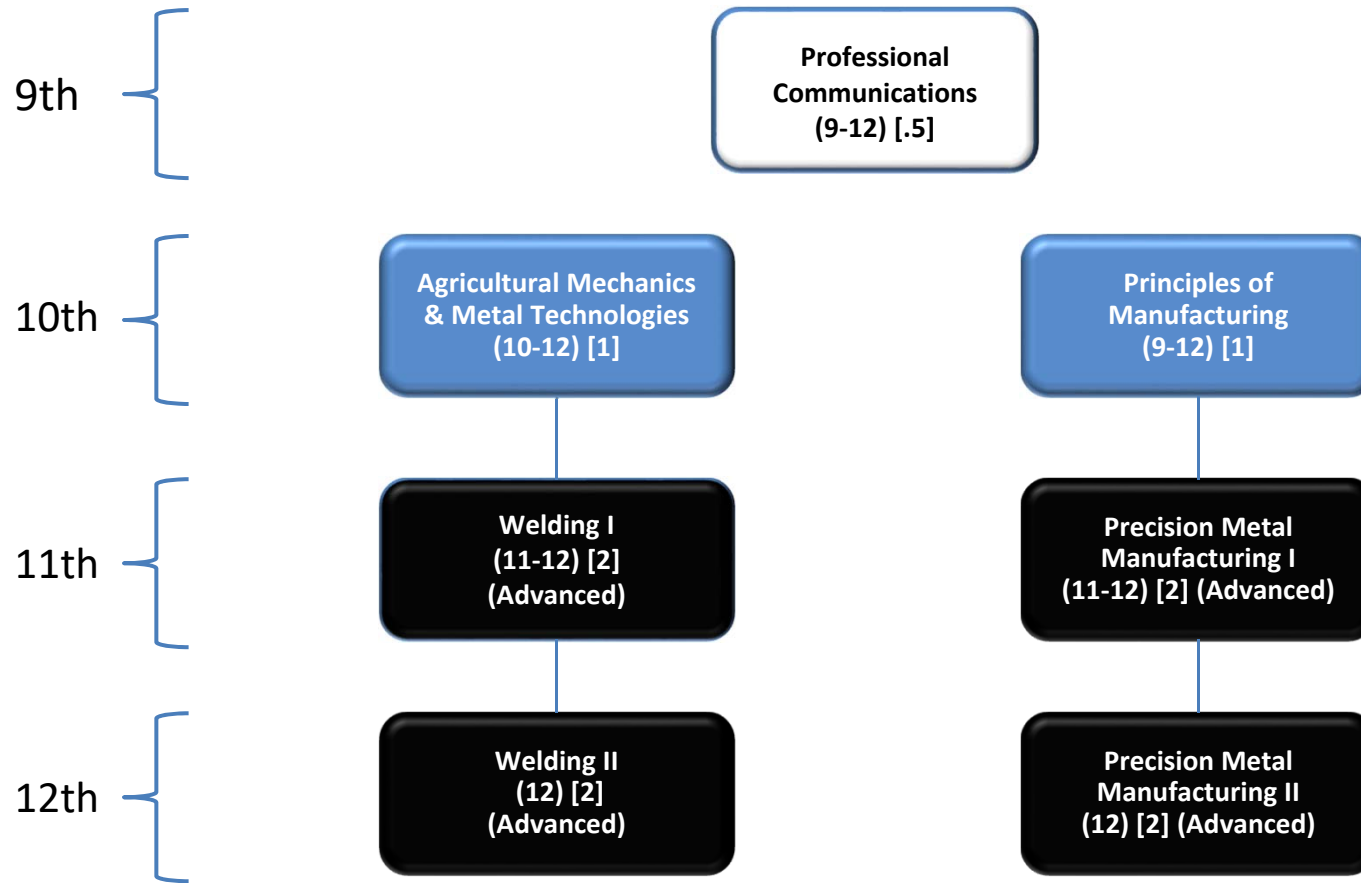 9th
Professional
Communications
(9-12) [.5]
10th
Agricultural Mechanics
& Metal Technologies
(10-12) [1]
Principles of
Manufacturing
(9-12) [1]
11th
Welding I
(11-12) [2]
(Advanced)
Precision Metal
Manufacturing I
(11-12) [2] (Advanced)
12th
Welding II
(12) [2]
(Advanced)
Precision Metal
Manufacturing II
(12) [2] (Advanced)